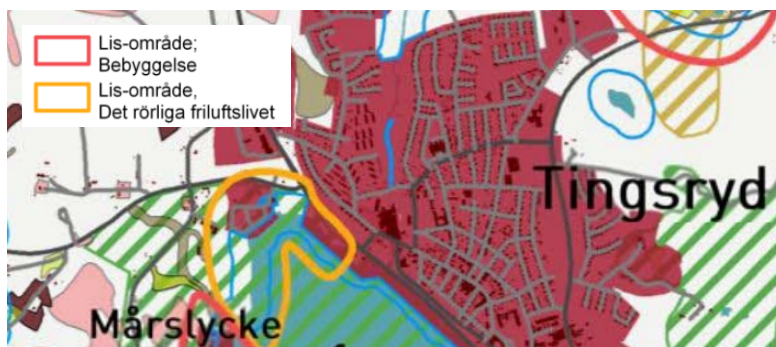 Lis-område;
Bebyggelse
Lis-område,
Det rörliga friluftslivet
Tingsryd
Mårslycke